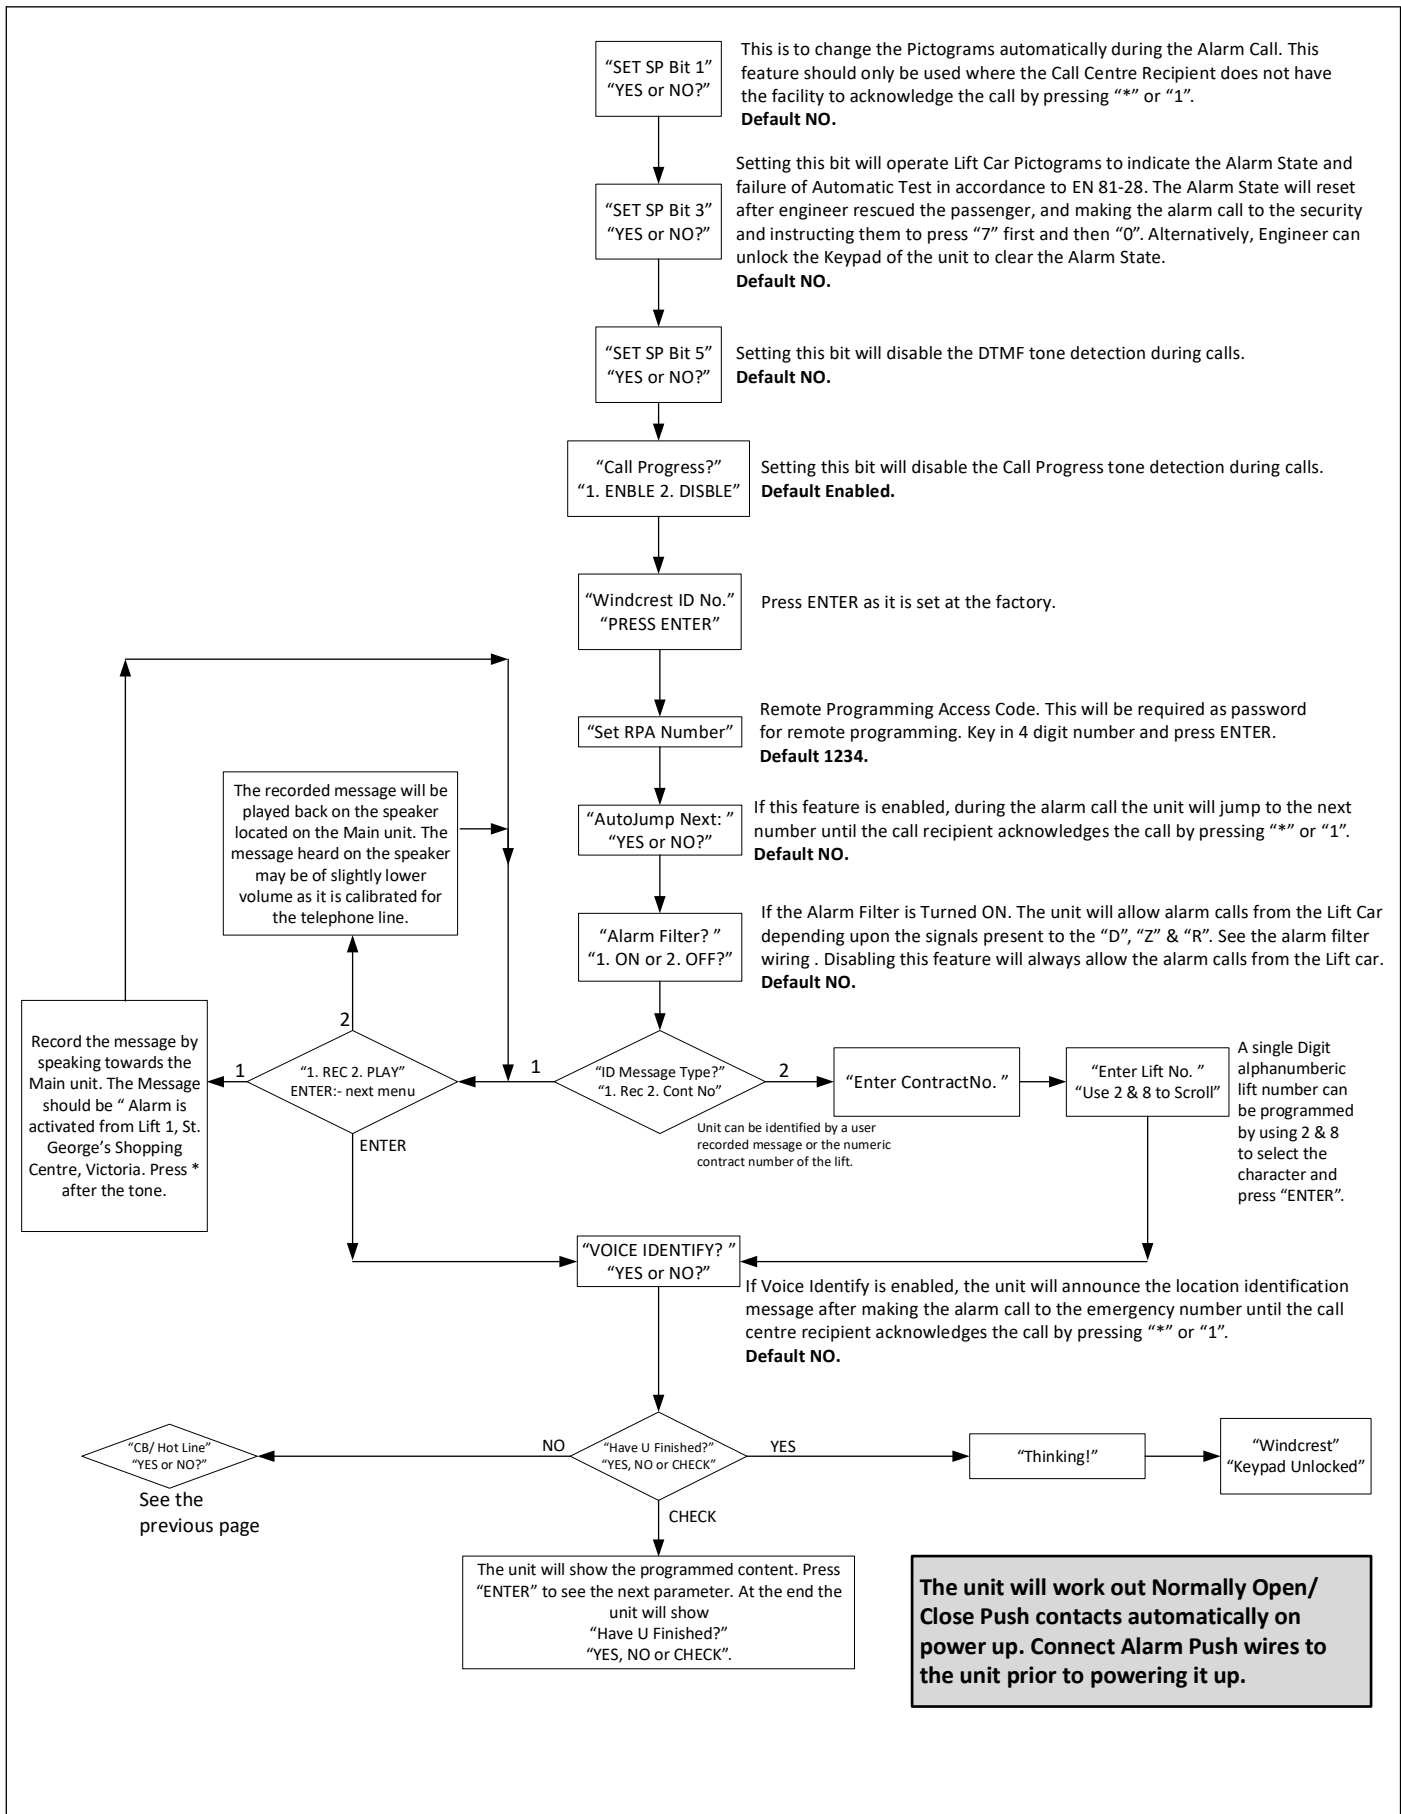 “SET SP Bit 1”
“YES or NO?”
This is to change the Pictograms automatically during the Alarm Call. This
feature should only be used where the Call Centre Recipient does not have
the facility to acknowledge the call by pressing “*” or “1”.
Default NO.
“SET SP Bit 3”
“YES or NO?”
Setting this bit will operate Lift Car Pictograms to indicate the Alarm State and
failure of Automatic Test in accordance to EN 81-28. The Alarm State will reset
after engineer rescued the passenger, and making the alarm call to the security
and instructing them to press “7” first and then “0”. Alternatively, Engineer can
unlock the Keypad of the unit to clear the Alarm State.
Default NO.
“SET SP Bit 5”
“YES or NO?”
Setting this bit will disable the DTMF tone detection during calls.
Default NO.
“Call Progress?”
“1. ENBLE 2. DISBLE”
Setting this bit will disable the Call Progress tone detection during calls.
Default Enabled.
“Windcrest ID No.”
“PRESS ENTER”
Press ENTER as it is set at the factory.
“Set RPA Number”
Remote Programming Access Code. This will be required as password
for remote programming. Key in 4 digit number and press ENTER.
Default 1234.
“AutoJump Next: ”
“YES or NO?”
If this feature is enabled, during the alarm call the unit will jump to the next
number until the call recipient acknowledges the call by pressing “*” or “1”.
Default NO.
“Alarm Filter? ”
“1. ON or 2. OFF?”
If the Alarm Filter is Turned ON. The unit will allow alarm calls from the Lift Car
depending upon the signals present to the “D”, “Z” & “R”. See the alarm filter
wiring . Disabling this feature will always allow the alarm calls from the Lift car.
Default NO.
The recorded message will be
played back on the speaker
located on the Main unit. The
message heard on the speaker
may be of slightly lower
volume as it is calibrated for
the telephone line.
Record the message by
speaking towards the
Main unit. The Message
should be “ Alarm is
activated from Lift 1, St.
George’s Shopping
Centre, Victoria. Press *
after the tone.
1
2
“1. REC 2. PLAY”
ENTER:- next menu
ENTER
1
“ID Message Type?”
“1. Rec 2. Cont No”
2
Unit can be identified by a user
recorded message or the numeric
contract number of the lift.
“Enter ContractNo. ”
“Enter Lift No. ”
“Use 2 & 8 to Scroll”
A single Digit
alphanumberic
lift number can
be programmed
by using 2 & 8
to select the
character and
press “ENTER”.
“VOICE IDENTIFY? ”
“YES or NO?”
If Voice Identify is enabled, the unit will announce the location identification
message after making the alarm call to the emergency number until the call
centre recipient acknowledges the call by pressing “*” or “1”.
Default NO.
“CB/ Hot Line”
“YES or NO?”
See the
previous page
NO
“Have U Finished?”
“YES, NO or CHECK”
YES
CHECK
“Thinking!”
“Windcrest”
“Keypad Unlocked”
The unit will show the programmed content. Press
“ENTER” to see the next parameter. At the end the
unit will show
“Have U Finished?”
“YES, NO or CHECK”.
The unit will work out Normally Open/
Close Push contacts automatically on
power up. Connect Alarm Push wires to
the unit prior to powering it up.